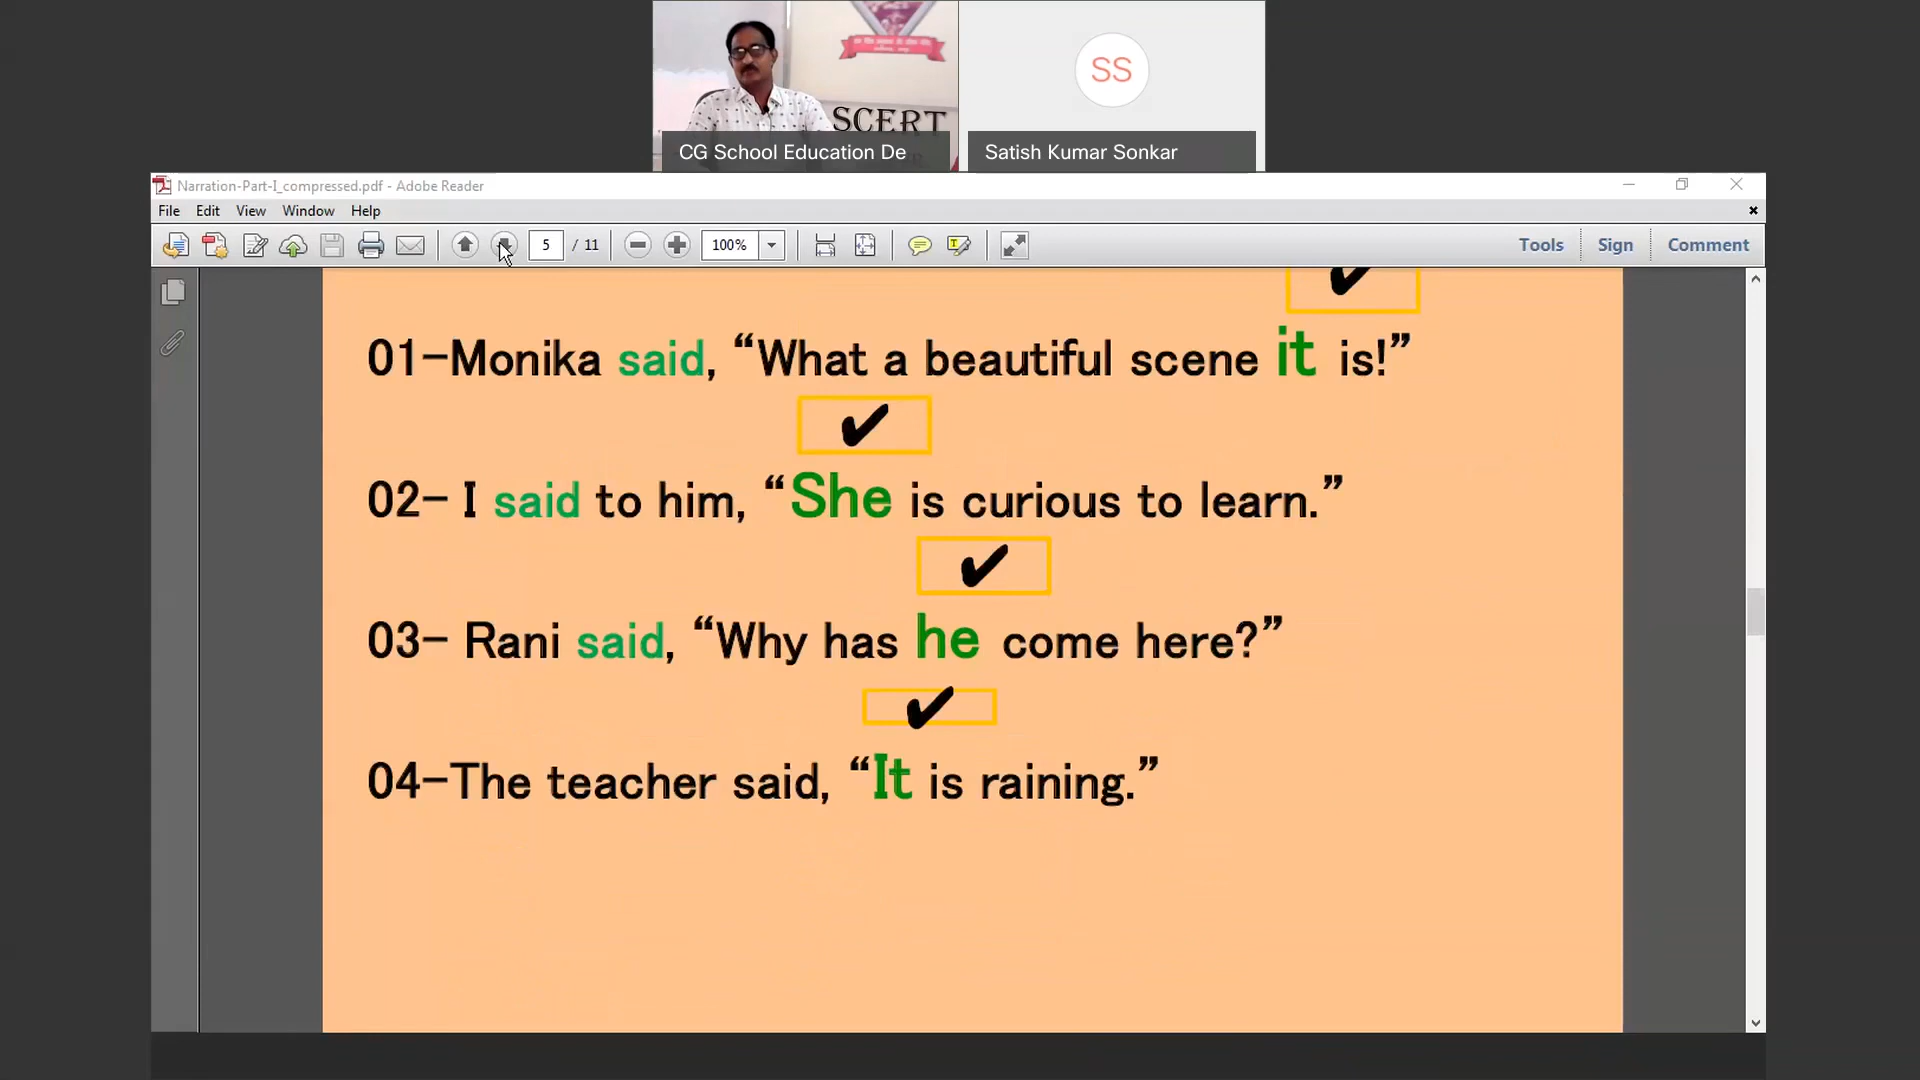 SCERT
SS
CG School Education De
Satish Kumar Sonkar
Narration-Part-I_compressed.pdf - Adobe Reader
File Edit View Window Help
5 / 11 100% Tools Sign Comment
01-Monika said, “What a beautiful scene it is!”
02- I said to him, “She is curious to learn.”
03- Rani said, “Why has he come here?”
04-The teacher said, “It is raining.”